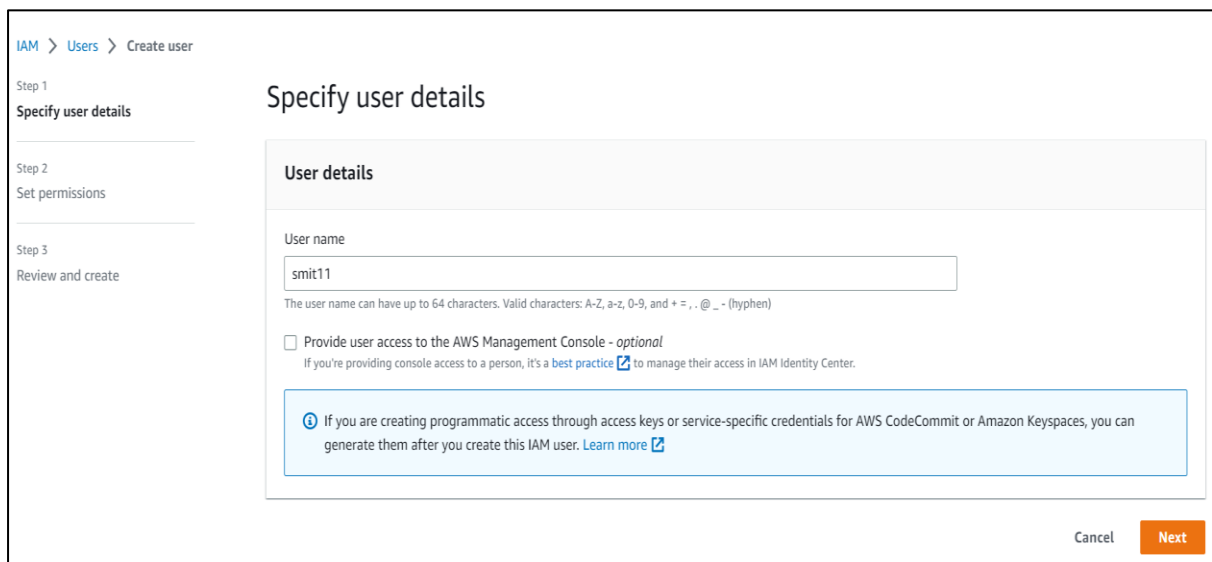 IAM > Users > Create user
Step 1
Specify user details
Step 2
Set permissions
Step 3
Review and create
Specify user details
User details
User name
smit11
The user name can have up to 64 characters. Valid characters: A-Z, a-z, 0-9, and + = , . @ _ - (hyphen)
Provide user access to the AWS Management Console - optional
If you're providing console access to a person, it's a best practice to manage their access in IAM Identity Center.
If you are creating programmatic access through access keys or service-specific credentials for AWS CodeCommit or Amazon Keyspaces, you can
generate them after you create this IAM user. Learn more
Cancel Next